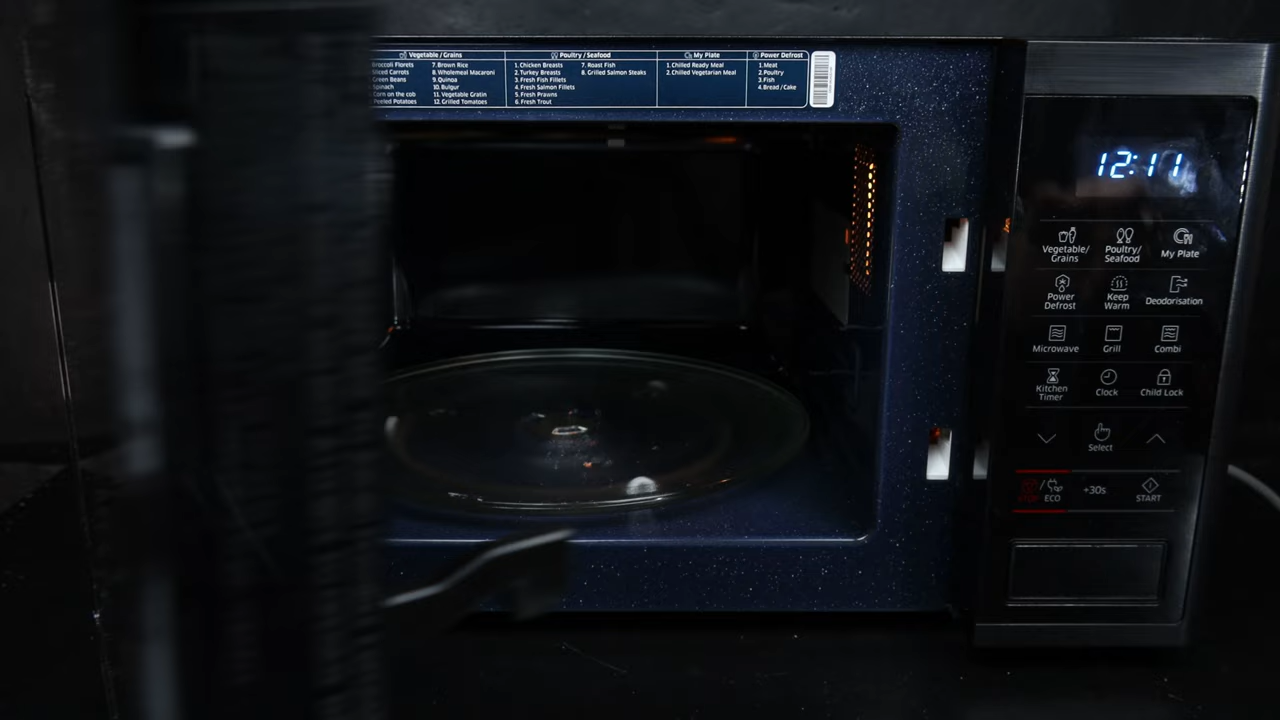 Vegetable / Grains
Broccoli Florets
Sliced Carrots
Green Beans
Spinach
Corn on the cob
Peeled Potatoes
7. Brown Rice
8. Wholemeal Macaroni
9. Quinoa
10. Bulgur
11. Vegetable Gratin
12. Grilled Tomatoes
Poultry / Seafood
1. Chicken Breasts
2. Turkey Breasts
3. Fresh Fish Fillets
4. Fresh Salmon Fillets
5. Fresh Prawns
6. Fresh Trout
7. Roast Fish
8. Grilled Salmon Steaks
My Plate
1. Chilled Ready Meal
2. Chilled Vegetarian Meal
Power Defrost
1. Meat
2. Poultry
3. Fish
4. Bread / Cake
12:11
Vegetable/
Grains
Poultry/
Seafood
My Plate
Power
Defrost
Keep
Warm
Deodorisation
Microwave
Grill
Combi
Kitchen
Timer
Clock
Child Lock
Select
STOP / ECO
+30s
START